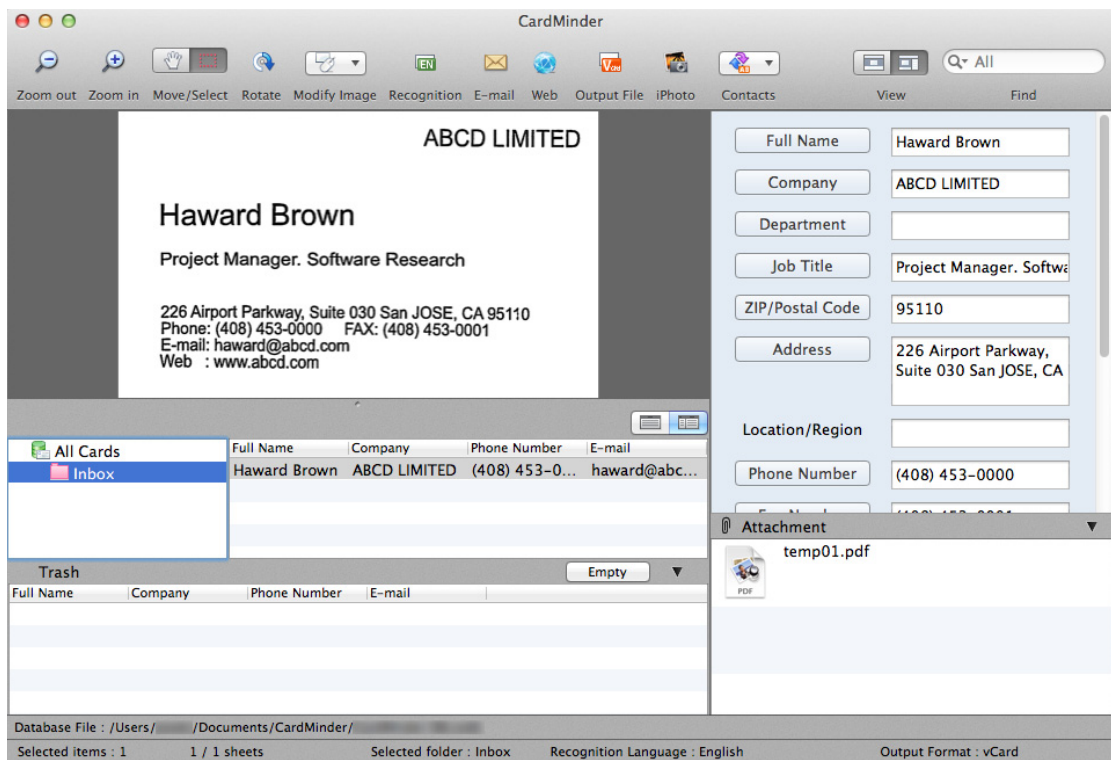 CardMinder
All
Zoom out Zoom in Move/Select Rotate Modify Image Recognition E-mail Web Output File iPhoto Contacts View Find
EN
ABCD LIMITED
Haward Brown
Project Manager. Software Research
226 Airport Parkway, Suite 030 San JOSE, CA 95110
Phone: (408) 453-0000 FAX: (408) 453-0001
E-mail: haward@abcd.com
Web : www.abcd.com
Full Name Haward Brown
Company ABCD LIMITED
Department
Job Title Project Manager. Softwa
ZIP/Postal Code 95110
Address 226 Airport Parkway,
Suite 030 San JOSE, CA
Location/Region
Phone Number (408) 453-0000
All Cards
Inbox
Full Name Company Phone Number E-mail
Haward Brown ABCD LIMITED (408) 453-0... haward@abc...
Attachment
temp01.pdf
PDF
Trash Empty
Full Name Company Phone Number E-mail
Database File : /Users/ /Documents/CardMinder/
Selected items : 1 1 / 1 sheets Selected folder : Inbox Recognition Language : English Output Format : vCard